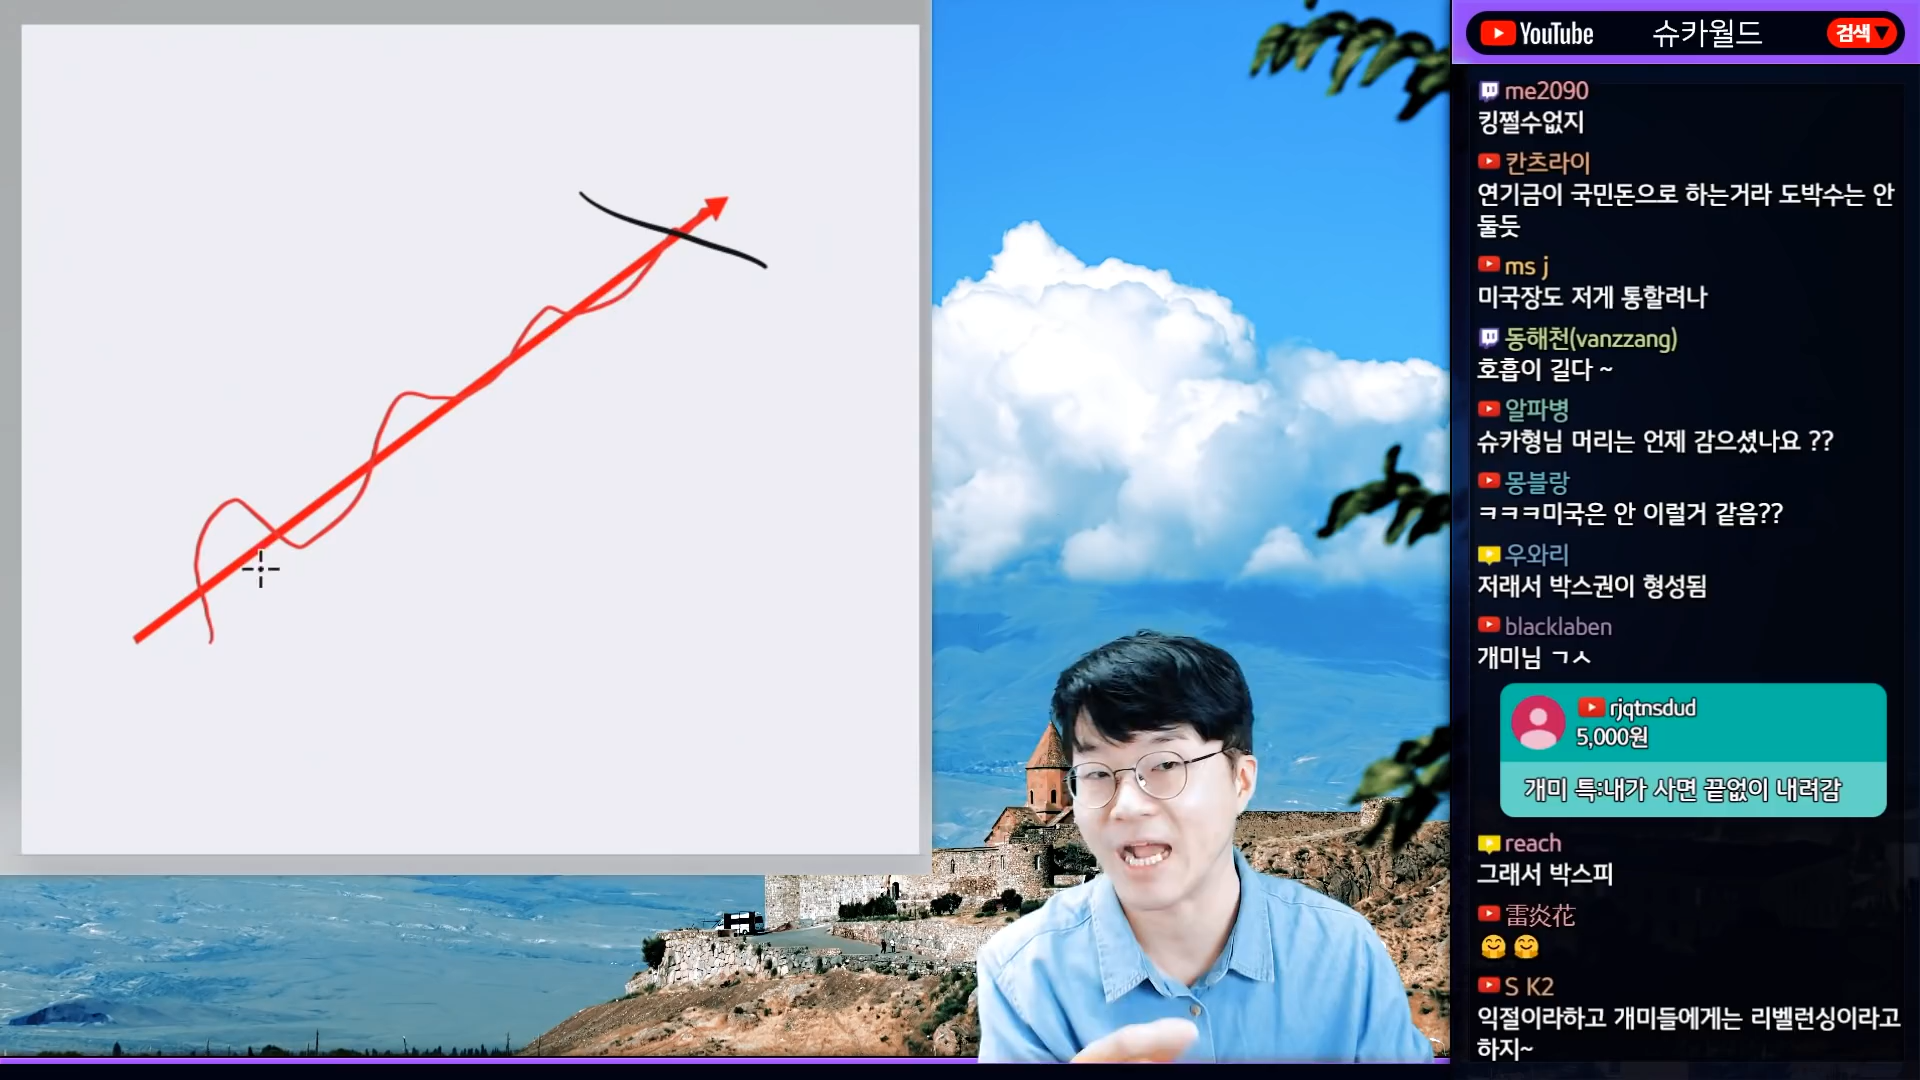 YouTube 슈카월드 검색▼
me2090
킹쩔수없지
칸츠라이
연기금이 국민돈으로 하는거라 도박수는 안
둘듯
ms j
미국장도 저게 통할려나
동해천(vanzzang)
호흡이 길다 ~
알파병
슈카형님 머리는 언제 감으셨나요 ??
몽블랑
ㅋㅋㅋ미국은 안 이럴거 같음??
우와리
저래서 박스권이 형성됨
blacklaben
개미님 ㄱㅅ
rjqtnsdud
5,000원
개미 특:내가 사면 끝없이 내려감
reach
그래서 박스피
雷炎花
🤗 🤗
S K2
익절이라하고 개미들에게는 리벨런싱이라고
하지~